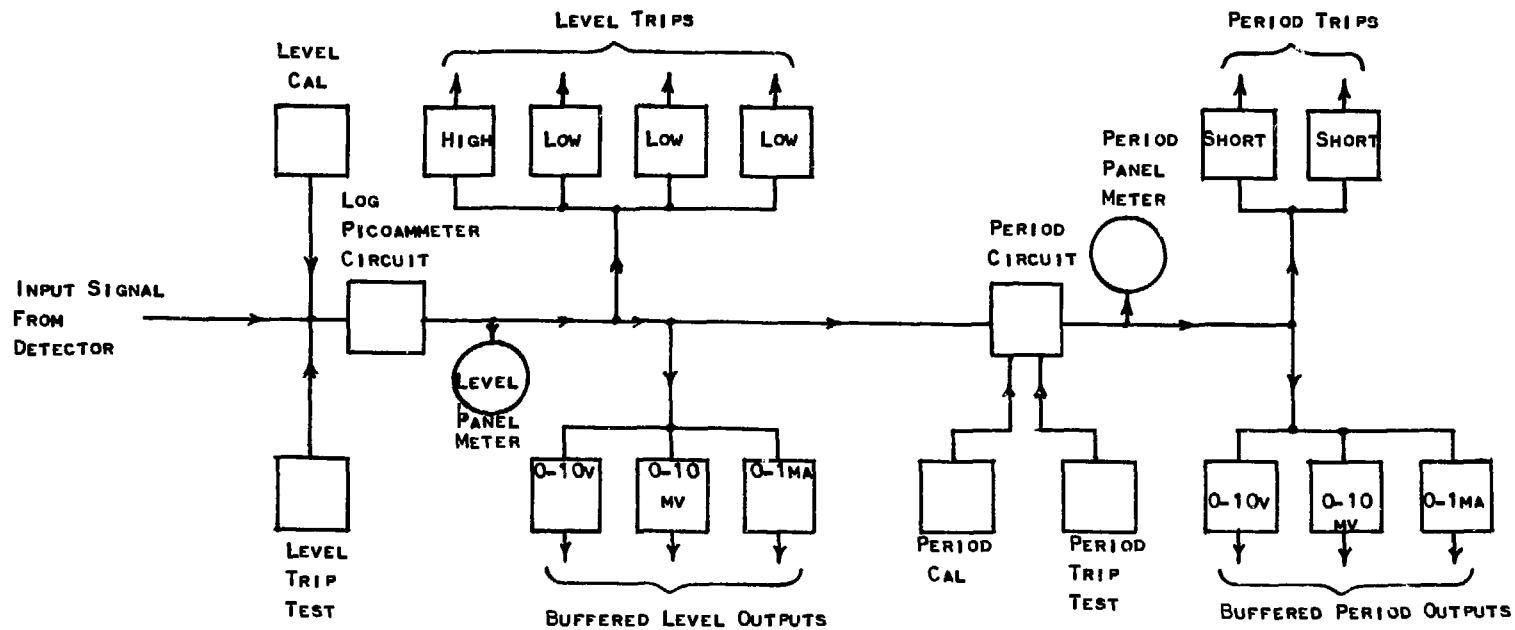 LEVEL TRIPS
PERIOD TRIPS
LEVEL
CAL
HIGH
LOW
LOW
LOW
PERIOD
PANEL
METER
SHORT
SHORT
LOG
PICOAMMETER
CIRCUIT
PERIOD
CIRCUIT
INPUT SIGNAL
FROM
DETECTOR
LEVEL
PANEL
METER
0-10V
0-10
MV
0-1MA
0-10V
0-10
MV
0-1MA
LEVEL
TRIP
TEST
PERIOD
CAL
PERIOD
TRIP
TEST
BUFFERED LEVEL OUTPUTS
BUFFERED PERIOD OUTPUTS